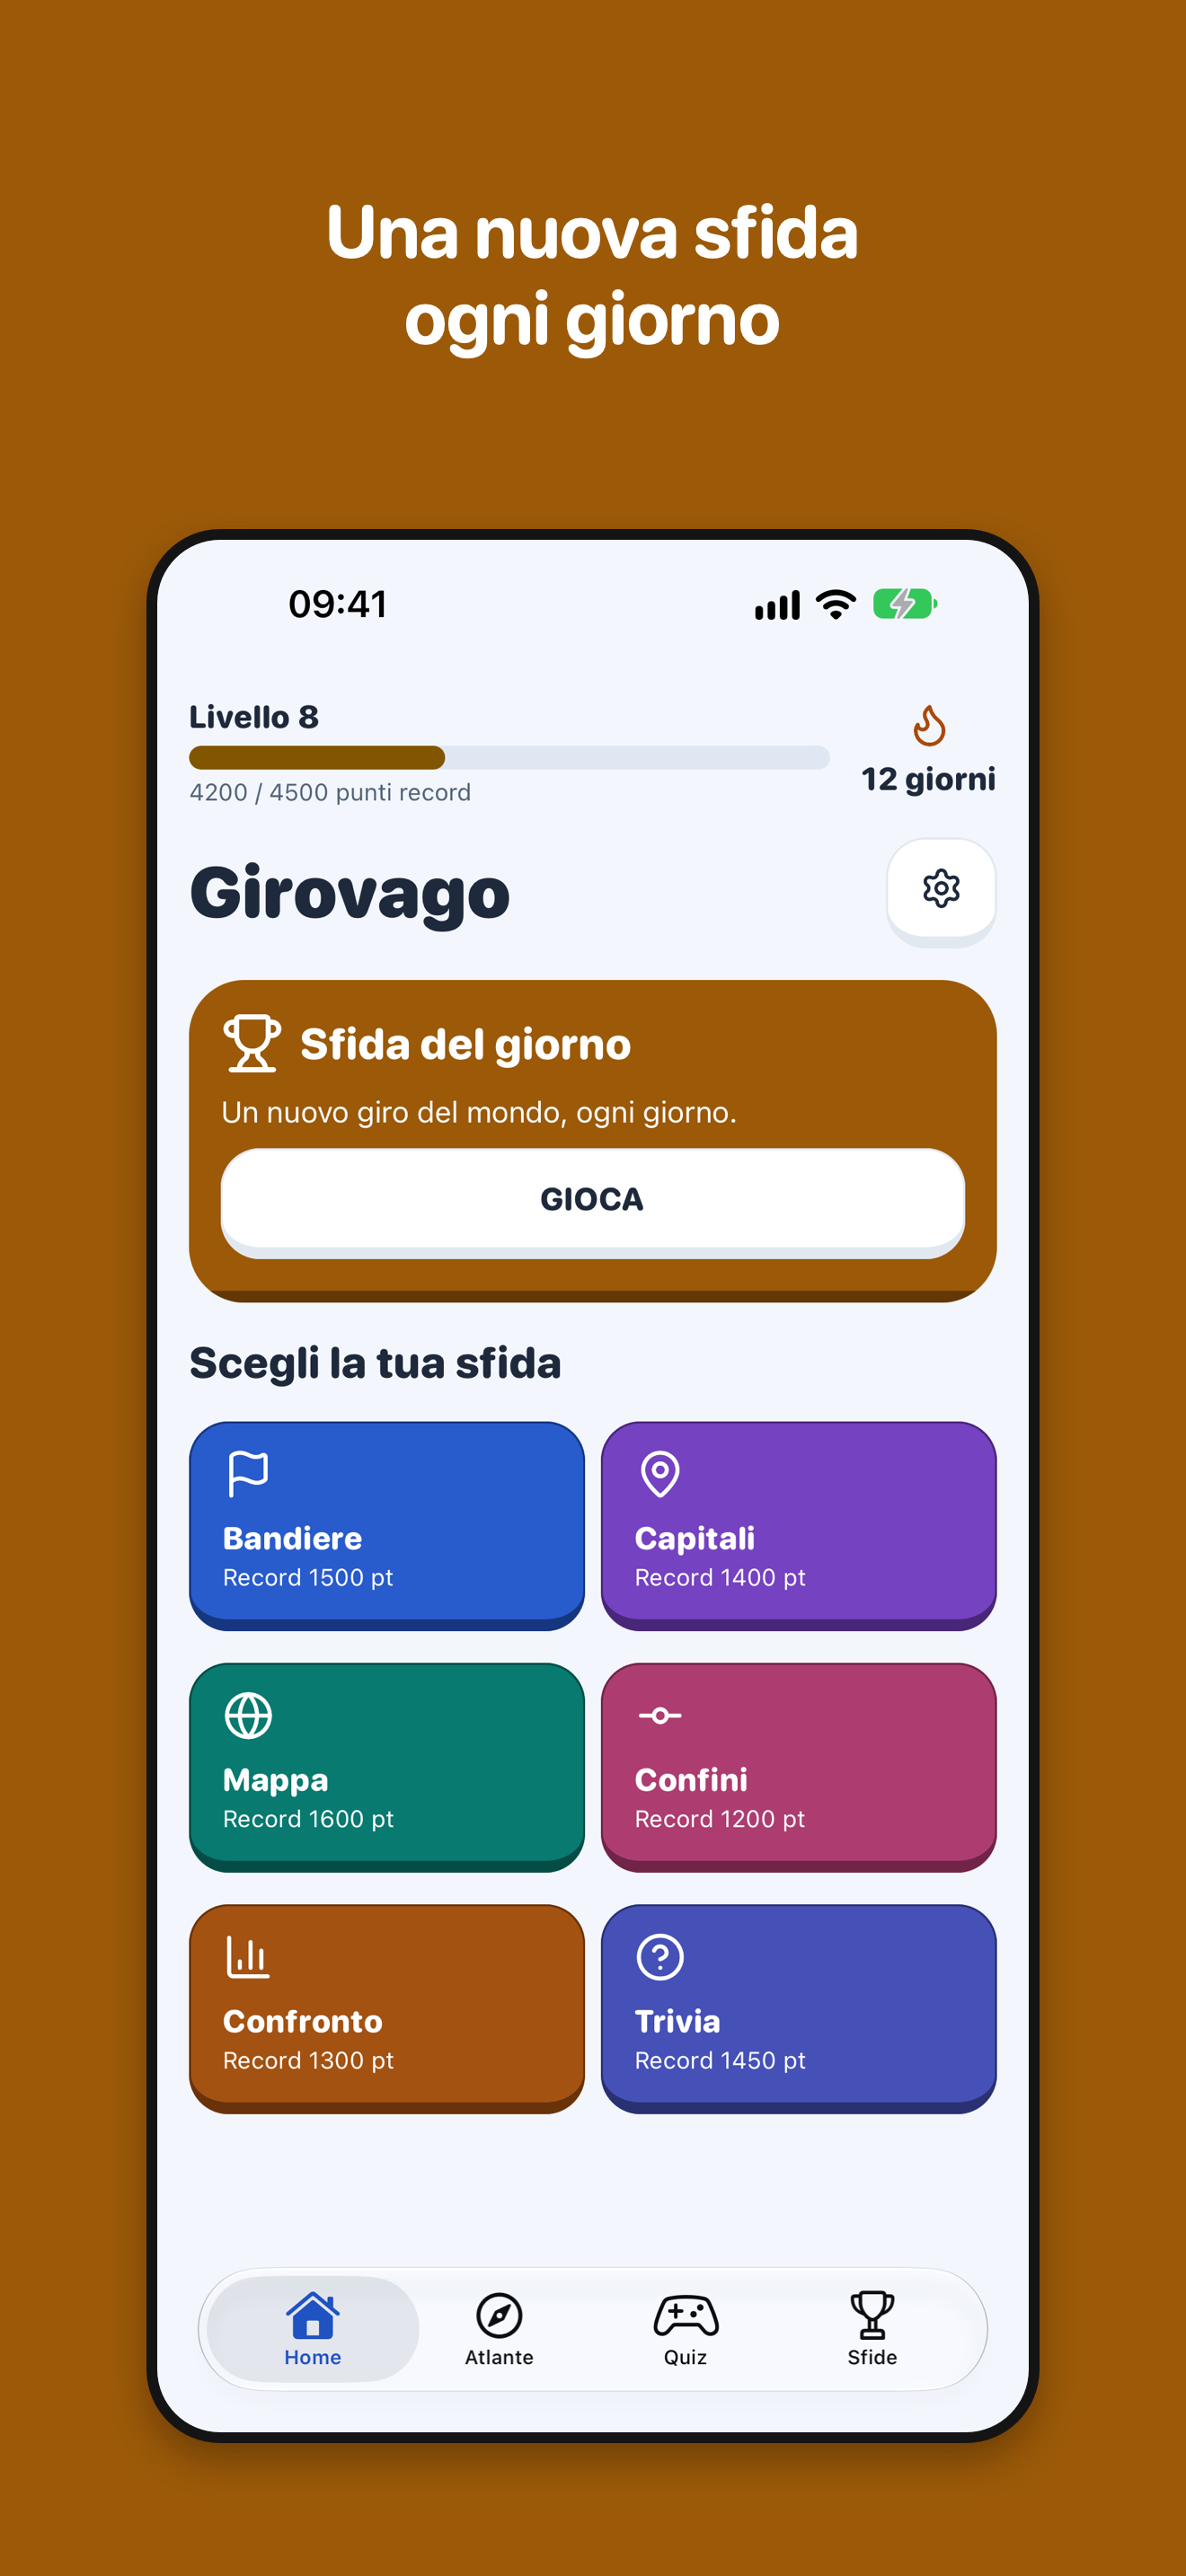 Una nuova sfida
ogni giorno
09:41
Livello 8
4200 / 4500 punti record
12 giorni
Girovago
Sfida del giorno
Un nuovo giro del mondo, ogni giorno.
GIOCA
Scegli la tua sfida
Bandiere
Record 1500 pt
Capitali
Record 1400 pt
Mappa
Record 1600 pt
Confini
Record 1200 pt
Confronto
Record 1300 pt
Trivia
Record 1450 pt
Home
Atlante
Quiz
Sfide